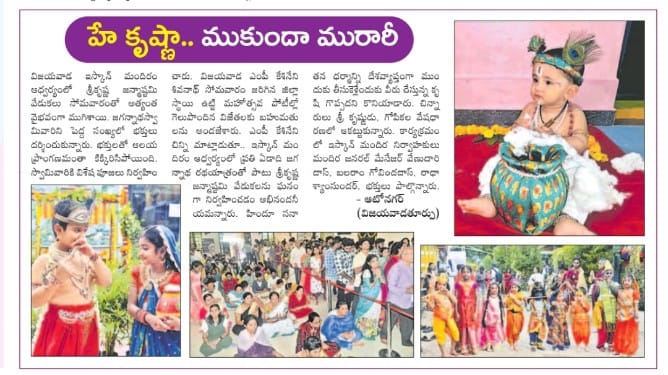 హే కృష్ణా.. ముకుందా మురారీ
విజయవాడ ఇస్కాన్ మందిరం
ఆధ్వర్యంలో శ్రీకృష్ణ జన్మాష్టమి
వేడుకలు సోమవారంతో అత్యంత
వైభవంగా ముగిశాయి. జగన్నాథస్వా
మివారిని పెద్ద సంఖ్యలో భక్తులు
దర్శించుకున్నారు. భక్తులతో ఆలయ
ప్రాంగణమంతా కిక్కిరిసిపోయింది.
స్వామివారికి విశేష పూజలు నిర్వహిం
చారు. విజయవాడ ఎంపీ కేశినేని
శివనాథ్ సోమవారం జరిగిన జిల్లా
స్థాయి ఉట్టి మహోత్సవ పోటీల్లో
గెలుపొందిన విజేతలకు బహుమతు
లను అందజేశారు. ఎంపీ కేశినేని
చిన్ని మాట్లాడుతూ.. ఇస్కాన్ మం
దిరం ఆధ్వర్యంలో ప్రతి ఏడాది జగ
న్నాథ రథయాత్రంతో పాటు శ్రీకృష్ణ
జన్మాష్టమి వేడుకలను ఘనం
గా నిర్వహించడం అభినందనీ
యమన్నారు. హిందూ సనా
తన ధర్మాన్ని దేశవ్యాప్తంగా ముం
దుకు తీసుకెళ్లేందుకు వీరు చేస్తున్న కృ
షి గొప్పదని కొనియాడారు. చిన్నా
రులు శ్రీ కృష్ణుడు, గోపికల వేషధా
రణలో ఆకట్టుకున్నారు. కార్యక్రమం
లో ఇస్కాన్ మందిర నిర్వాహకులు
మందిర జనరల్ మేనేజర్ వేణుదారి
దాస్, బలరాం గోవిందదాస్, రాధా
శ్యాంసుందర్, భక్తులు పాల్గొన్నారు.
- ఆటోనగర్
(విజయవాడతూర్పు)